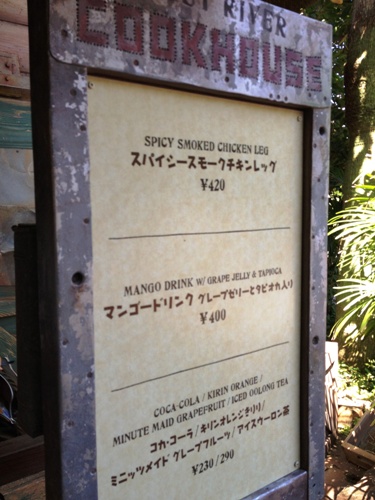 RIVER
COOKHOUSE
SPICY SMOKED CHICKEN LEG
スパイシースモークチキンレッグ
¥420
MANGO DRINK W/ GRAPE JELLY & TAPIOCA
マンゴードリンク グレープゼリーとタピオカ入り
¥400
COCA-COLA / KIRIN ORANGE /
MINUTE MAID GRAPEFRUIT / ICED OOLONG TEA
コカ・コーラ / キリンオレンジきりり /
ミニッツメイド グレープフルーツ / アイスウーロン茶
¥230 / 290